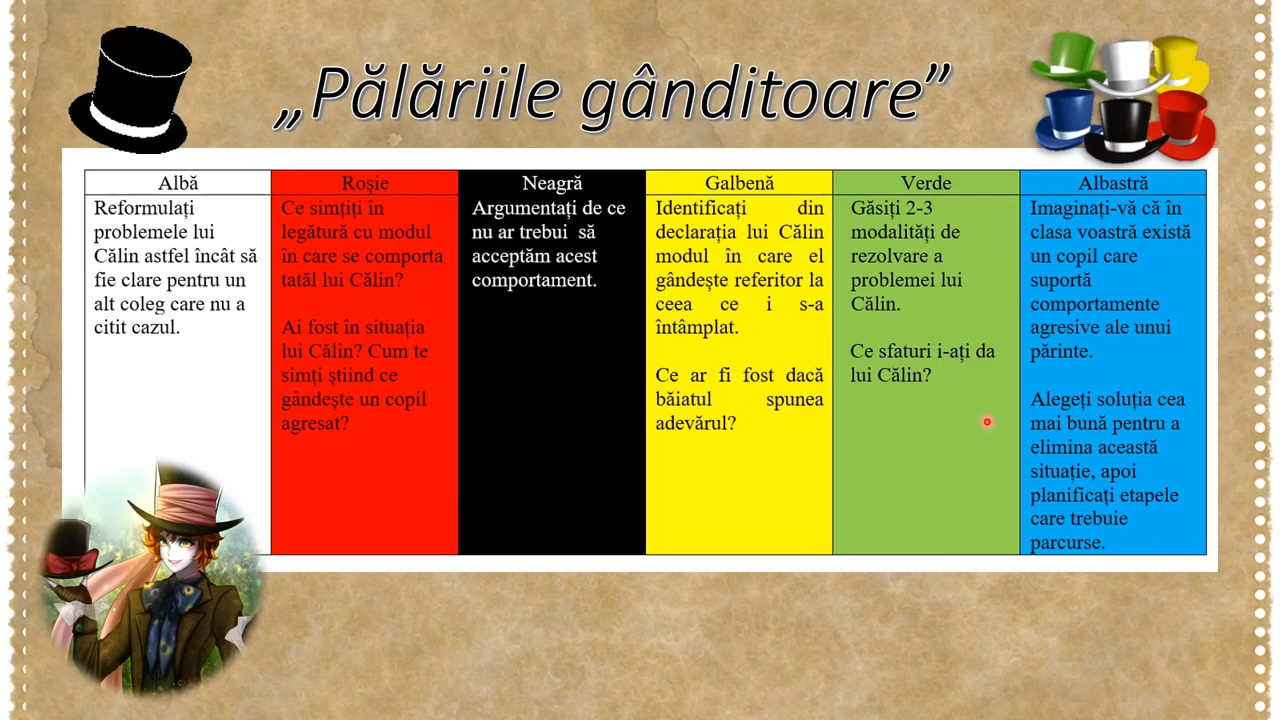 „Pălăriile gânditoare”
Albă
Reformulați
problemele lui
Călin astfel încât să
fie clare pentru un
alt coleg care nu a
citit cazul.
Roșie
Ce simțiți în
legătură cu modul
în care se comporta
tatăl lui Călin?
Ai fost în situația
lui Călin? Cum te
simți știind ce
gândește un copil
agresat?
Neagră
Argumentați de ce
nu ar trebui să
acceptăm acest
comportament.
Galbenă
Identificați din
declarația lui Călin
modul în care el
gândește referitor la
ceea ce i s-a
întâmplat.
Ce ar fi fost dacă
băiatul spunea
adevărul?
Verde
Găsiți 2-3
modalități de
rezolvare a
problemei lui
Călin.
Ce sfaturi i-ați da
lui Călin?
Albastră
Imaginați-vă că în
clasa voastră există
un copil care
suportă
comportamente
agresive ale unui
părinte.
Alegeți soluția cea
mai bună pentru a
elimina această
situație, apoi
planificați etapele
care trebuie
parcurse.